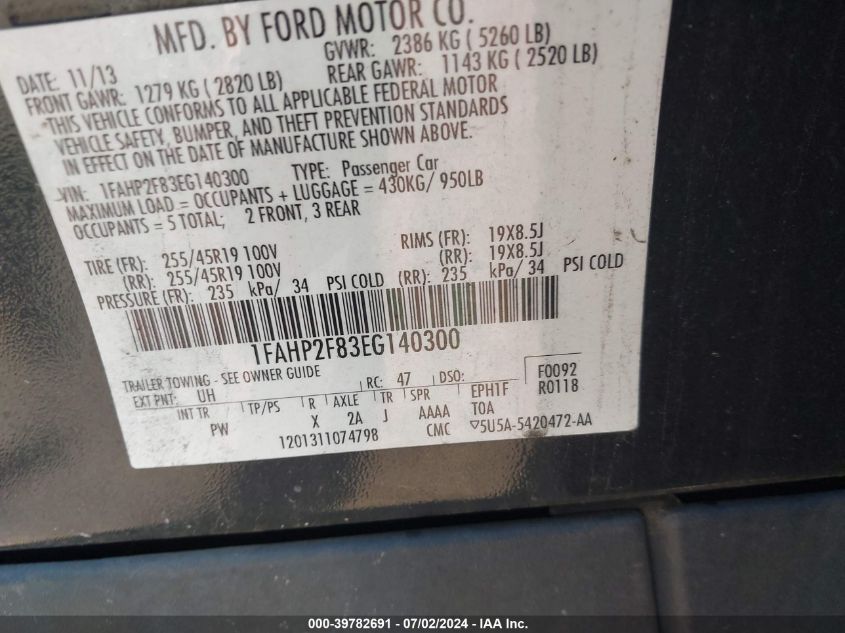 MFD. BY FORD MOTOR CO.
DATE: 11/13 GVWR: 2386 KG ( 5260 LB)
FRONT GAWR: 1279 KG ( 2820 LB) REAR GAWR: 1143 KG ( 2520 LB)
*THIS VEHICLE CONFORMS TO ALL APPLICABLE FEDERAL MOTOR
VEHICLE SAFETY, BUMPER, AND THEFT PREVENTION STANDARDS
IN EFFECT ON THE DATE OF MANUFACTURE SHOWN ABOVE.
VIN: 1FAHP2F83EG140300 TYPE: Passenger Car
MAXIMUM LOAD = OCCUPANTS + LUGGAGE = 430KG/ 950LB
OCCUPANTS = 5 TOTAL; 2 FRONT, 3 REAR
TIRE (FR): 255/45R19 100V RIMS (FR): 19X8.5J
(RR): 255/45R19 100V (RR): 19X8.5J
PRESSURE (FR): 235 kPa/ 34 PSI COLD (RR): 235 kPa/ 34 PSI COLD
1FAHP2F83EG140300
TRAILER TOWING - SEE OWNER GUIDE F0092
EXT PNT: UH RC: 47 DSO: R0118
INT TR TP/PS R AXLE TR SPR EPH1F
PW X 2A J AAAA TOA
1201311074798 CMC ▽5U5A-5420472-AA
000-39782691 - 07/02/2024 - IAA Inc.